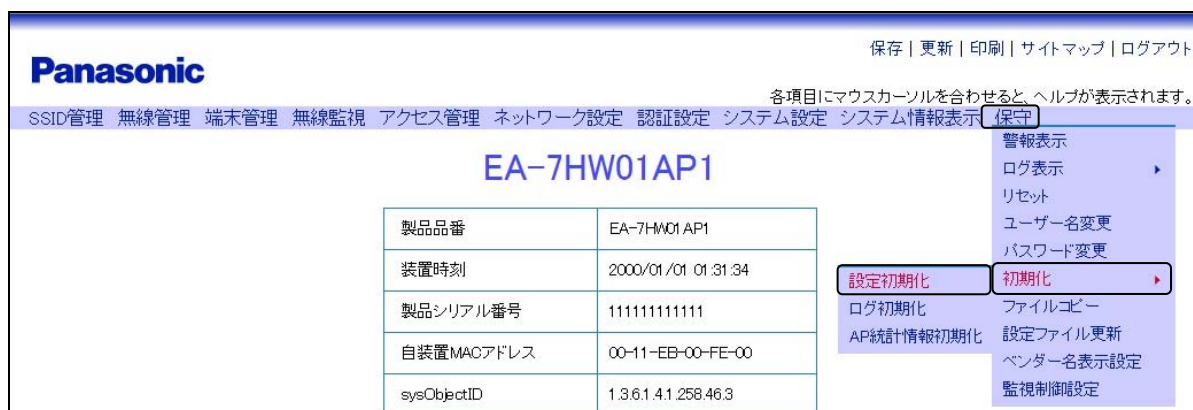 保存 | 更新 | 印刷 | サイトマップ | ログアウト
Panasonic
各項目にマウスカーソルを合わせると、ヘルプが表示されます。
SSID管理 無線管理 端末管理 無線監視 アクセス管理 ネットワーク設定 認証設定 システム設定 システム情報表示 保守
警報表示
ログ表示
リセット
ユーザー名変更
パスワード変更
初期化
ファイルコピー
設定ファイル更新
ベンダー名表示設定
監視制御設定
設定初期化
ログ初期化
AP統計情報初期化
EA-7HW01AP1
製品品番 EA-7HW01AP1
装置時刻 2000/01/01 01:31:34
製品シリアル番号 111111111111
自装置MACアドレス 00-11-EB-00-FE-00
sysObjectID 1.3.6.1.4.1.258.46.3